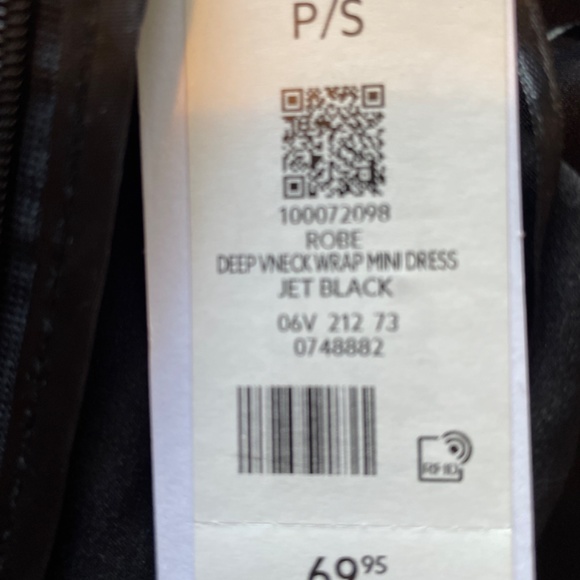 P/S
100072098
ROBE
DEEP VNECK WRAP MINI DRESS
JET BLACK
06V 212 73
0748882
RFID
69.95